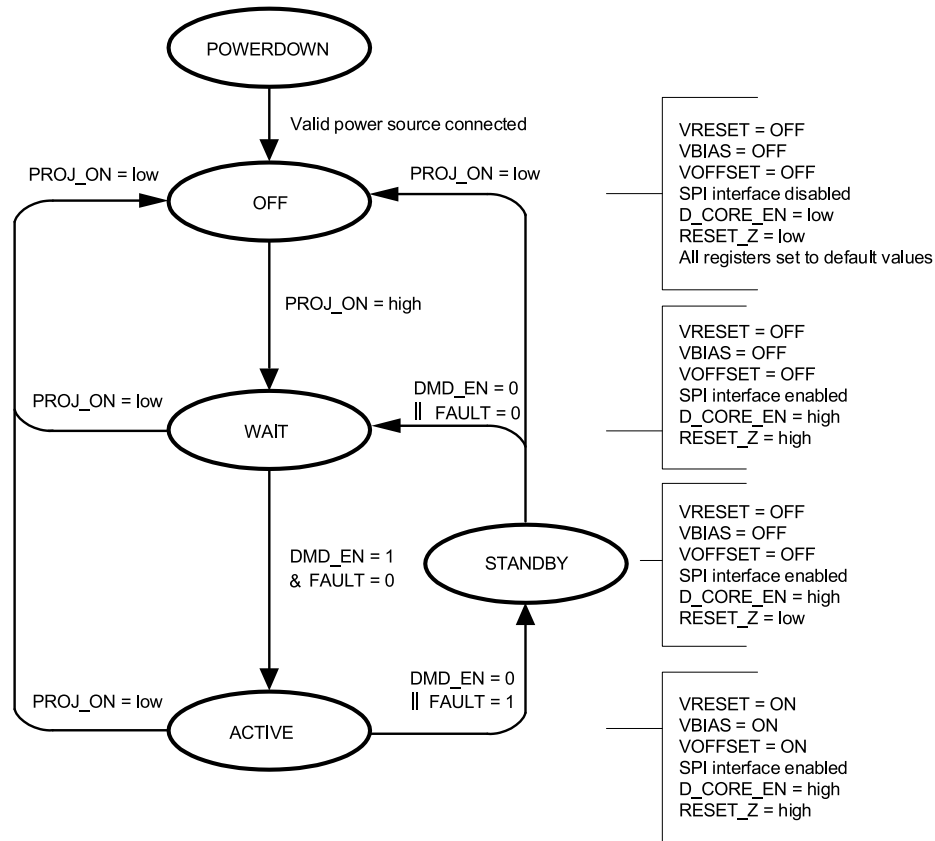 POWERDOWN
Valid power source connected
PROJ_ON = low
PROJ_ON = low
OFF
VRESET = OFF
VBIAS = OFF
VOFFSET = OFF
SPI interface disabled
D_CORE_EN = low
RESET_Z = low
All registers set to default values
PROJ_ON = high
PROJ_ON = low
WAIT
DMD_EN = 0
|| FAULT = 0
VRESET = OFF
VBIAS = OFF
VOFFSET = OFF
SPI interface enabled
D_CORE_EN = high
RESET_Z = high
DMD_EN = 1
& FAULT = 0
STANDBY
VRESET = OFF
VBIAS = OFF
VOFFSET = OFF
SPI interface enabled
D_CORE_EN = high
RESET_Z = low
PROJ_ON = low
ACTIVE
DMD_EN = 0
|| FAULT = 1
VRESET = ON
VBIAS = ON
VOFFSET = ON
SPI interface enabled
D_CORE_EN = high
RESET_Z = high